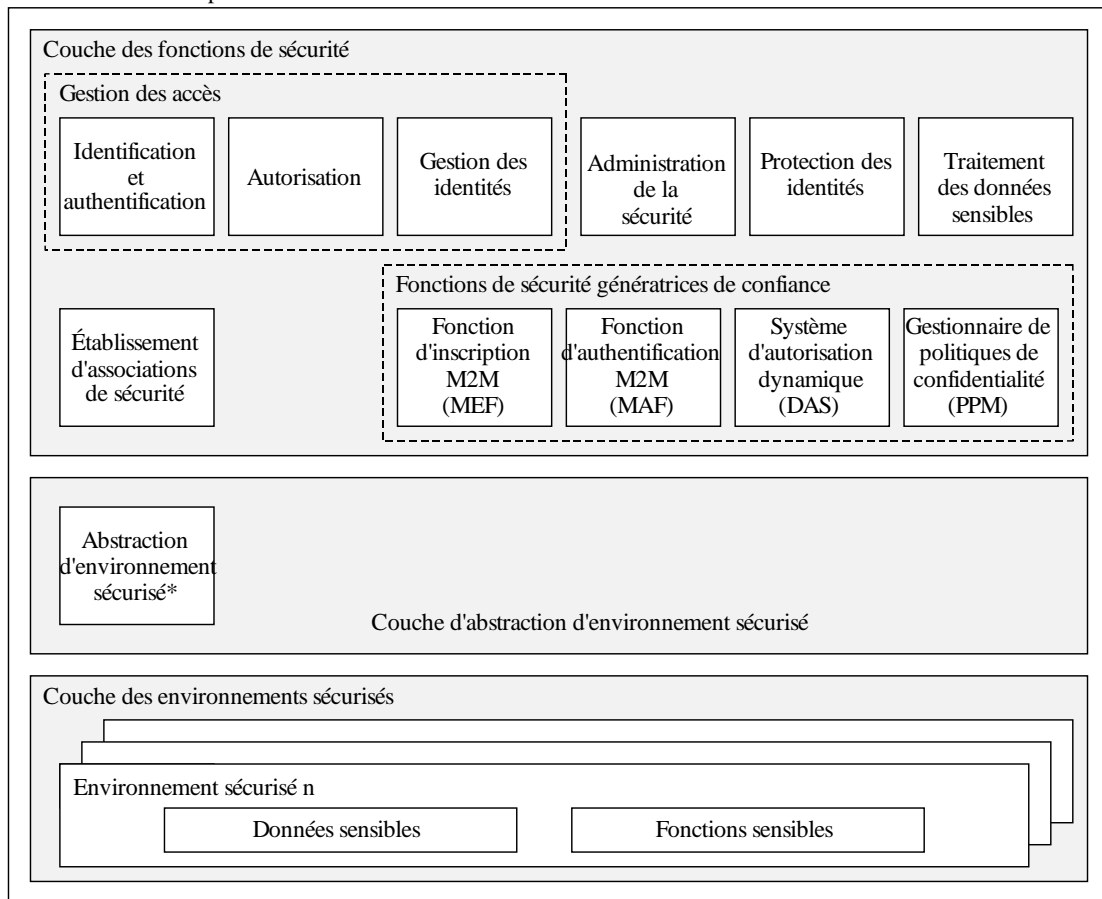 Couche des fonctions de sécurité
Gestion des accès
Identification
et
authentification
Autorisation
Gestion des
identités
Administration
de la
sécurité
Protection des
identités
Traitement
des données
sensibles
Fonctions de sécurité génératrices de confiance
Établissement
d'associations
de sécurité
Fonction
d'inscription
M2M
(MEF)
Fonction
d'authentification
M2M
(MAF)
Système
d'autorisation
dynamique
(DAS)
Gestionnaire de
politiques de
confidentialité
(PPM)
Abstraction
d'environnement
sécurisé*
Couche d'abstraction d'environnement sécurisé
Couche des environnements sécurisés
Environnement sécurisé n
Données sensibles
Fonctions sensibles